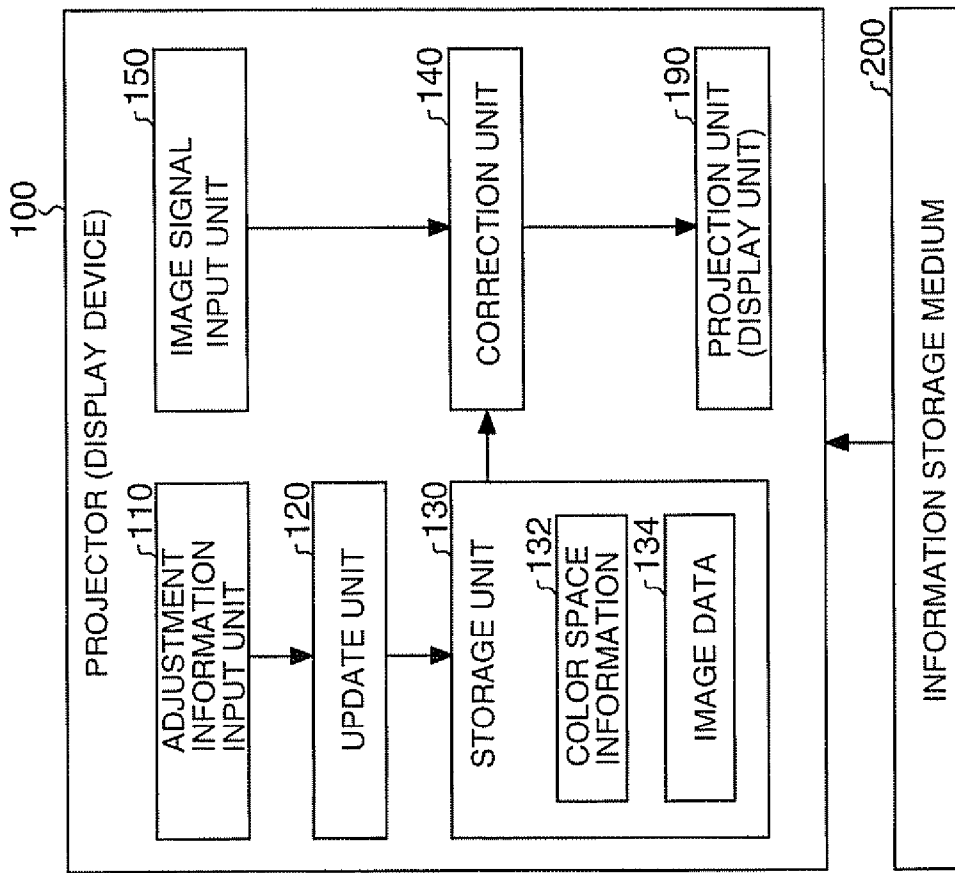 100
PROJECTOR (DISPLAY DEVICE)
110
ADJUSTMENT
INFORMATION
INPUT UNIT
120
UPDATE UNIT
130
STORAGE UNIT
132
COLOR SPACE
INFORMATION
134
IMAGE DATA
150
IMAGE SIGNAL
INPUT UNIT
140
CORRECTION UNIT
190
PROJECTION UNIT
(DISPLAY UNIT)
200
INFORMATION STORAGE MEDIUM